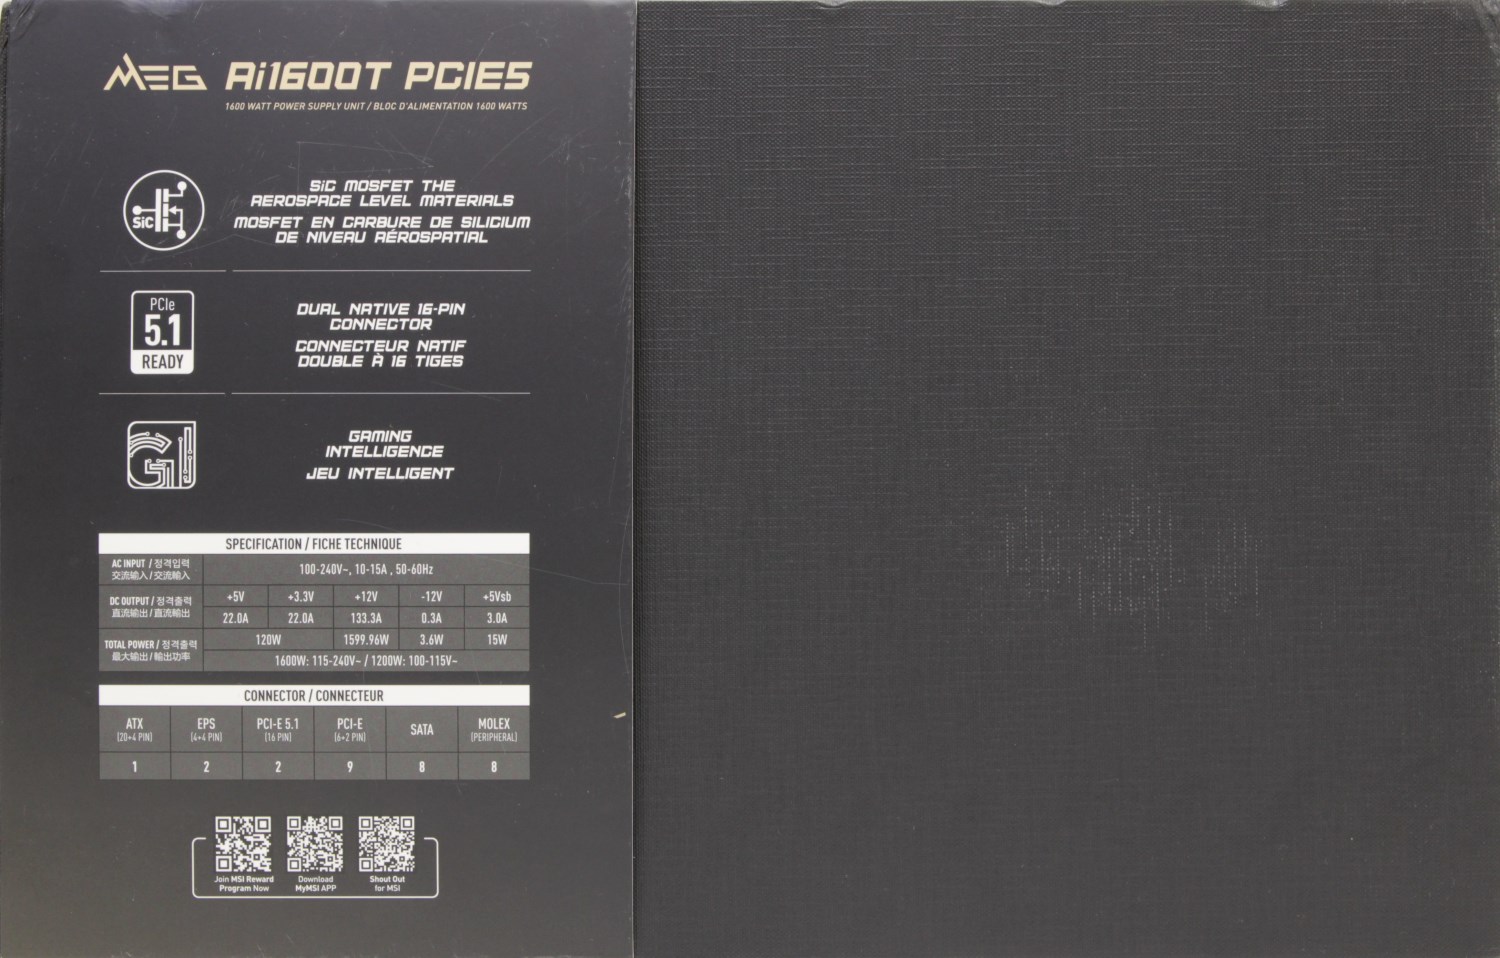 MEG Ai1600T PCIE5
1600 WATT POWER SUPPLY UNIT / BLOC D'ALIMENTATION 1600 WATTS
SiC
SiC MOSFET THE
AEROSPACE LEVEL MATERIALS
MOSFET EN CARBURE DE SILICIUM
DE NIVEAU AÉROSPATIAL
PCIe
5.1
READY
DUAL NATIVE 16-PIN
CONNECTOR
CONNECTEUR NATIF
DOUBLE À 16 TIGES
GI
GAMING
INTELLIGENCE
JEU INTELLIGENT
SPECIFICATION / FICHE TECHNIQUE
AC INPUT / 정격입력
交流输入 / 交流輸入
100-240V~, 10-15A , 50-60Hz
DC OUTPUT / 정격출력
直流输出 / 直流輸出
+5V +3.3V +12V -12V +5Vsb
22.0A 22.0A 133.3A 0.3A 3.0A
TOTAL POWER / 정격출력
最大输出 / 輸出功率
120W 1599.96W 3.6W 15W
1600W: 115-240V~ / 1200W: 100-115V~
CONNECTOR / CONNECTEUR
ATX EPS PCI-E 5.1 PCI-E SATA MOLEX
(20+4 PIN) (4+4 PIN) (16 PIN) (6+2 PIN) (PERIPHERAL)
1 2 2 9 8 8
Join MSI Reward
Program Now
Download
MyMSI APP
Shout Out
for MSI